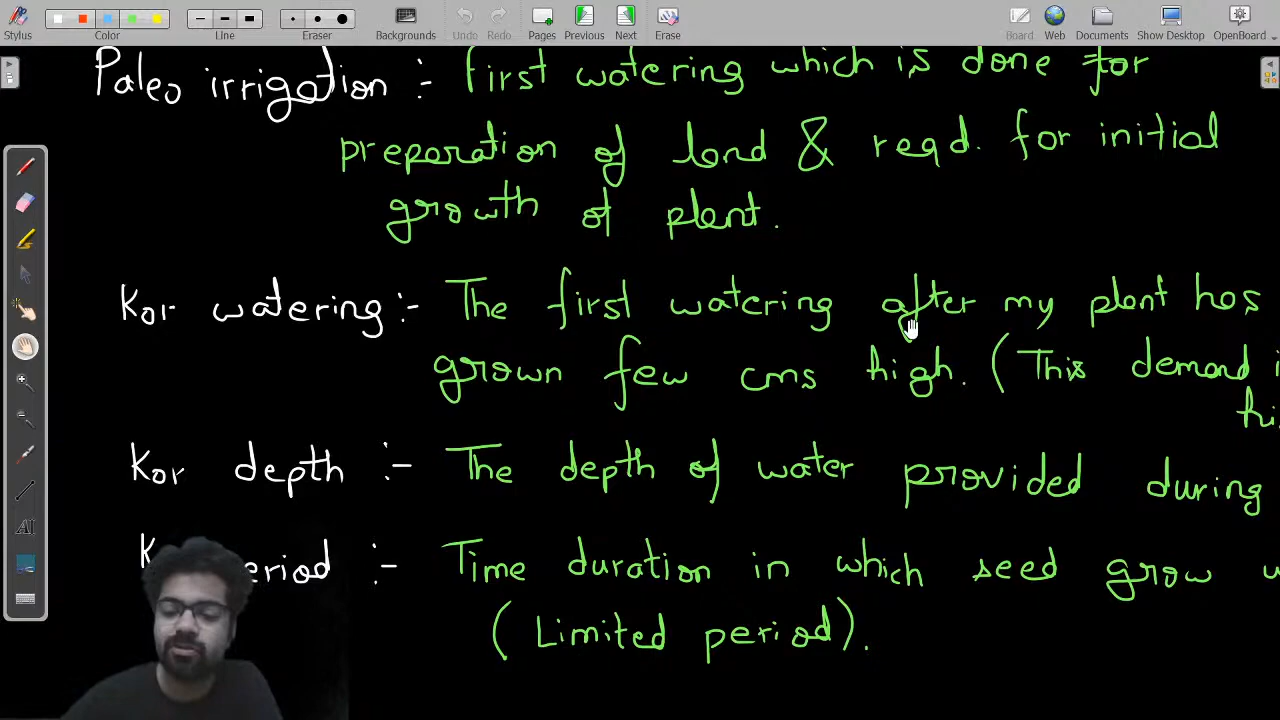 Stylus Color Line Eraser Backgrounds Undo Redo Pages Previous Next Erase Board Web Documents Show Desktop OpenBoard
Paleo irrigation :- First watering which is done for
preparation of land & reqd. for initial
growth of plant.
Kor watering :- The first watering after my plant has
grown few cms high. (This demand i
hi
Kor depth :- The depth of water provided during
K eriod :- Time duration in which seed grow u
(Limited period).